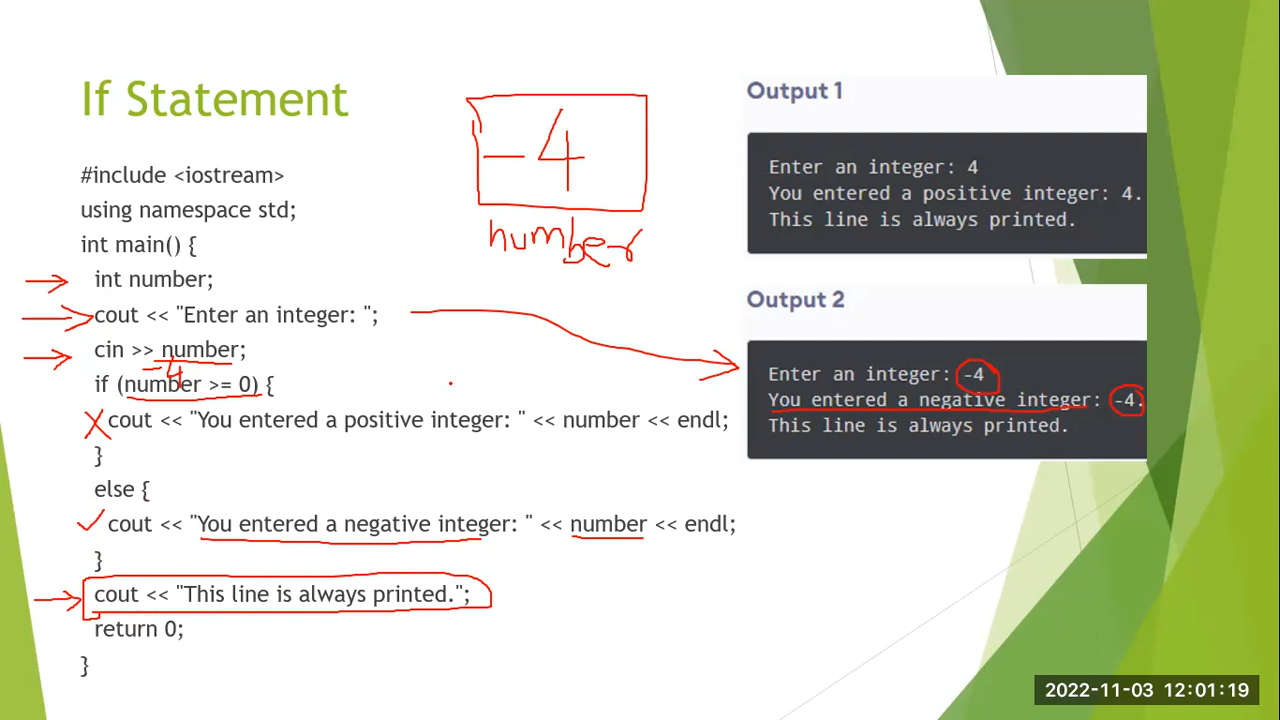 If Statement
#include <iostream>
using namespace std;
int main() {
int number;
cout << "Enter an integer: ";
cin >> number;
-4
if (number >= 0) {
cout << "You entered a positive integer: " << number << endl;
}
else {
cout << "You entered a negative integer: " << number << endl;
}
cout << "This line is always printed.";
return 0;
}
-4
number
Output 1
Enter an integer: 4
You entered a positive integer: 4.
This line is always printed.
Output 2
Enter an integer: -4
You entered a negative integer: -4.
This line is always printed.
2022-11-03 12:01:19